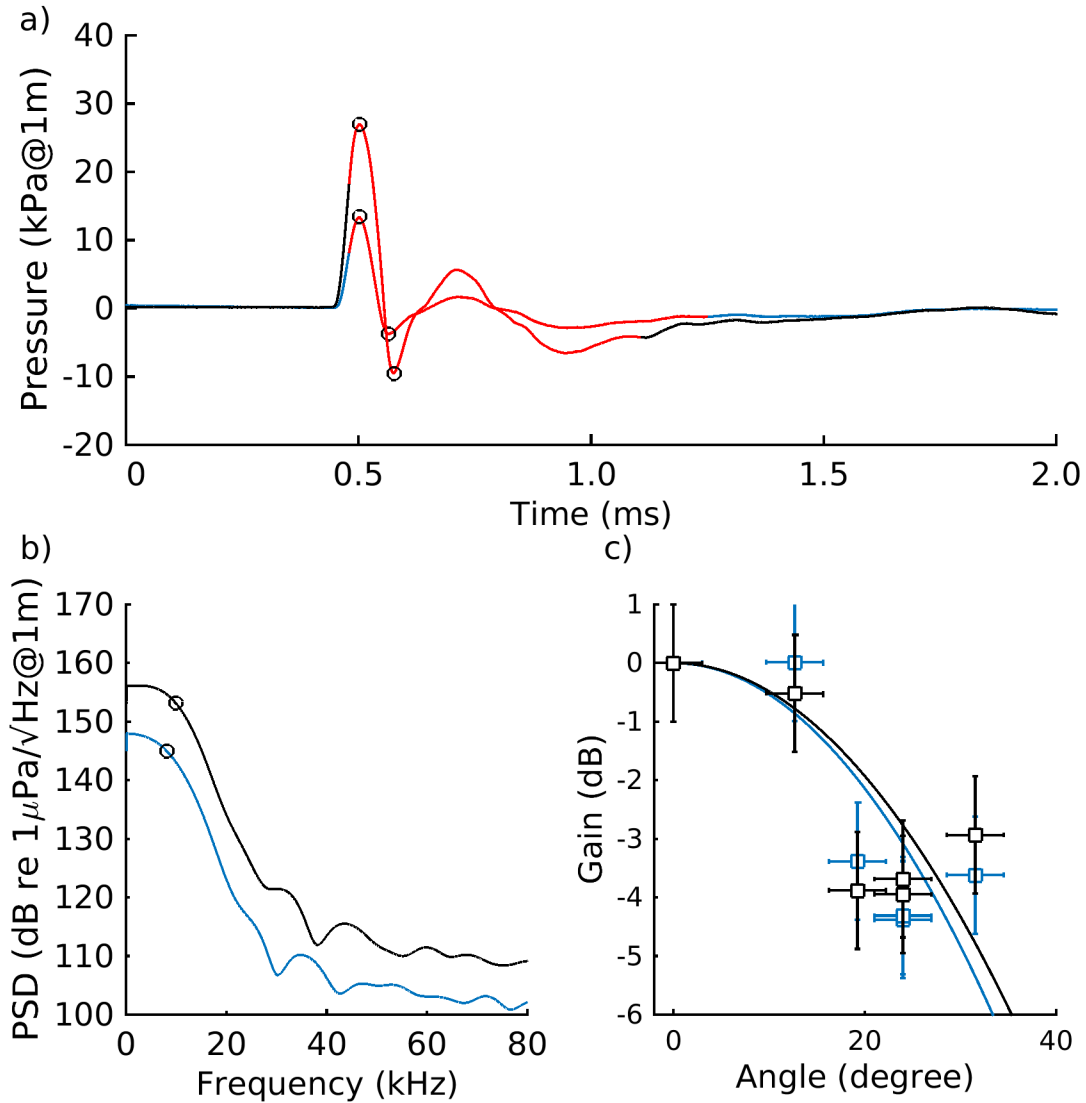 a)
Pressure (kPa@1m)
40
30
20
10
0
-10
-20
0 0.5 1.0 1.5 2.0
Time (ms)
b)
PSD (dB re 1μPa/√Hz@1m)
170
160
150
140
130
120
110
100
0 20 40 60 80
Frequency (kHz)
c)
Gain (dB)
1
0
-1
-2
-3
-4
-5
-6
0 20 40
Angle (degree)